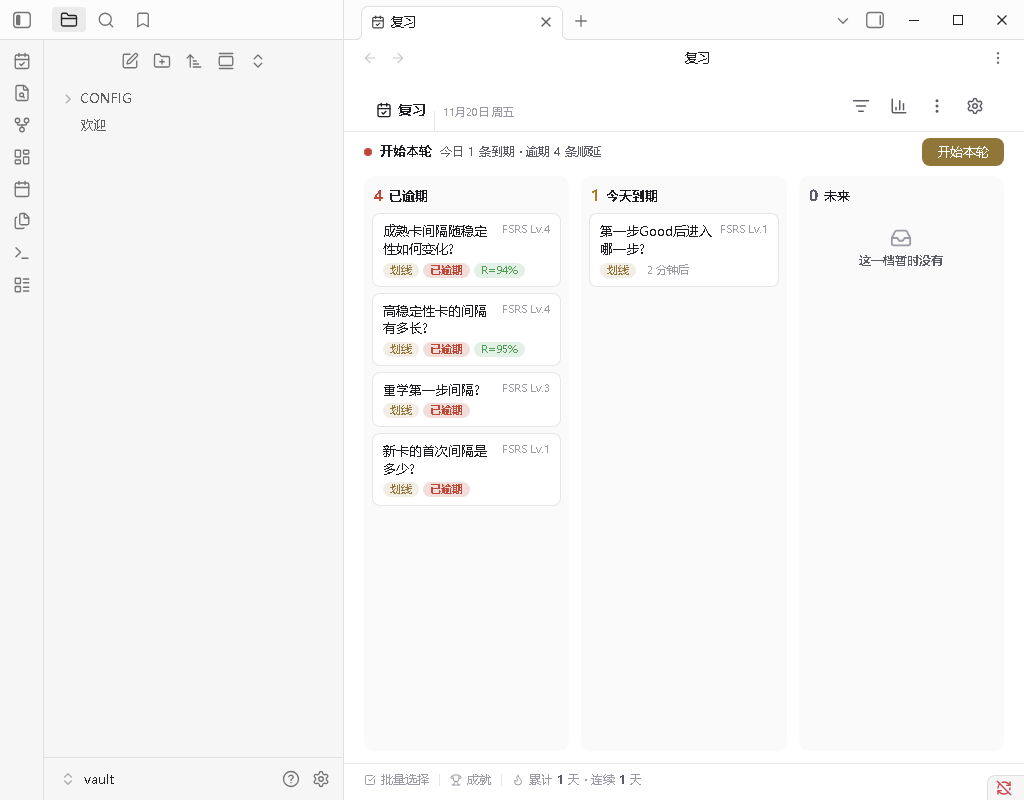 复习
复习
CONFIG
欢迎
复习
11月20日 周五
开始本轮
今日 1 条到期 · 逾期 4 条顺延
开始本轮
4 已逾期
成熟卡间隔随稳定性如何变化?
FSRS Lv.4
划线
已逾期
R=94%
高稳定性卡的间隔有多长?
FSRS Lv.4
划线
已逾期
R=95%
重学第一步间隔?
FSRS Lv.3
划线
已逾期
新卡的首次间隔是多少?
FSRS Lv.1
划线
已逾期
1 今天到期
第一步Good后进入哪一步?
FSRS Lv.1
划线
2 分钟后
0 未来
这一档暂时没有
vault
批量选择
成就
累计 1 天 · 连续 1 天